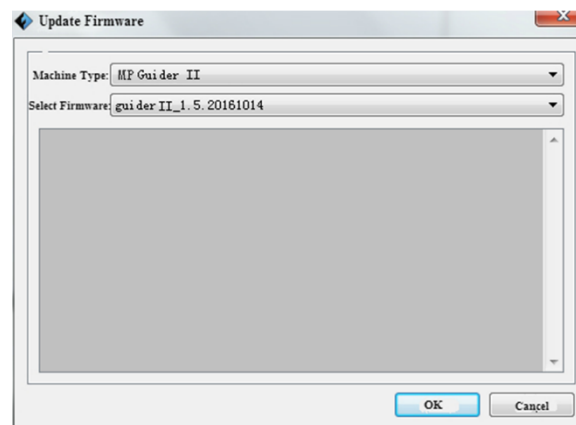 Update Firmware
Machine Type: MP Guider II
Select Firmware: guider II_1.5.20161014
OK Cancel